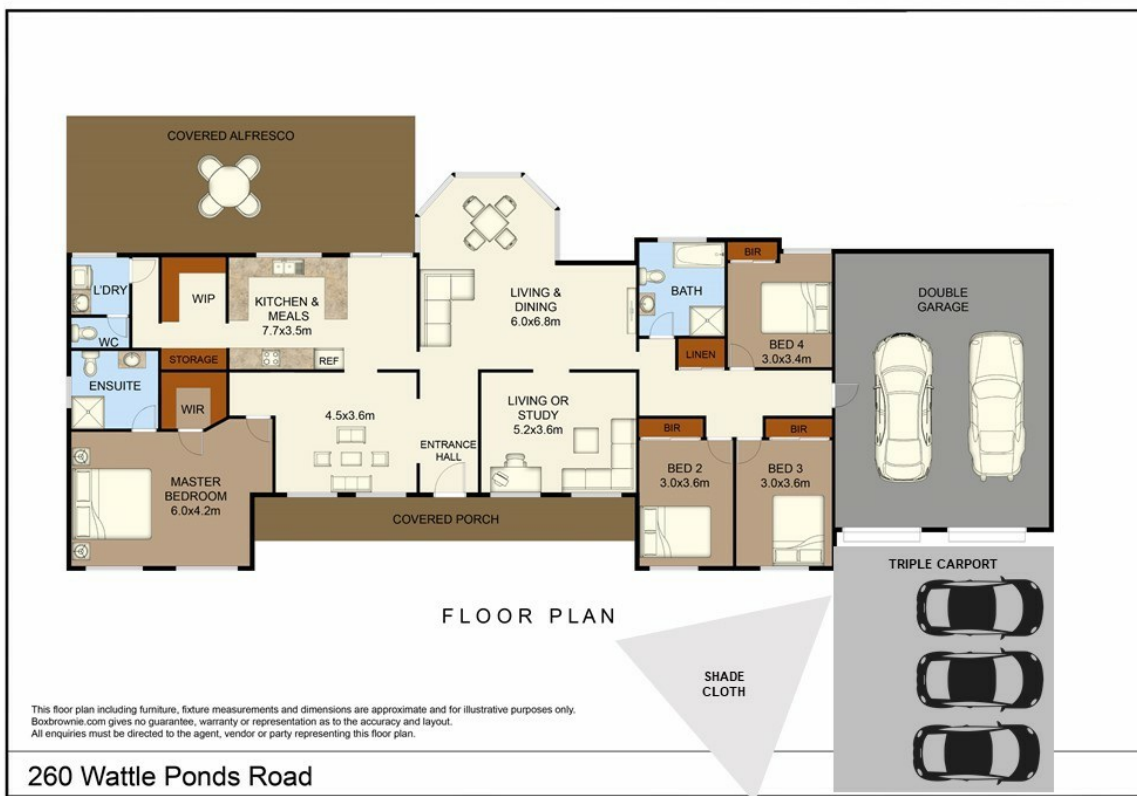 COVERED ALFRESCO
L'DRY
WIP
KITCHEN &
MEALS
7.7x3.5m
LIVING &
DINING
6.0x6.8m
BATH
BIR
BED 4
3.0x3.4m
DOUBLE
GARAGE
WC
STORAGE
REF
LINEN
ENSUITE
WIR
4.5x3.6m
ENTRANCE
HALL
LIVING OR
STUDY
5.2x3.6m
BIR
BIR
MASTER
BEDROOM
6.0x4.2m
BED 2
3.0x3.6m
BED 3
3.0x3.6m
COVERED PORCH
TRIPLE CARPORT
FLOOR PLAN
SHADE
CLOTH
This floor plan including furniture, fixture measurements and dimensions are approximate and for illustrative purposes only.
Boxbrownie.com gives no guarantee, warranty or representation as to the accuracy and layout.
All enquiries must be directed to the agent, vendor or party representing this floor plan.
260 Wattle Ponds Road